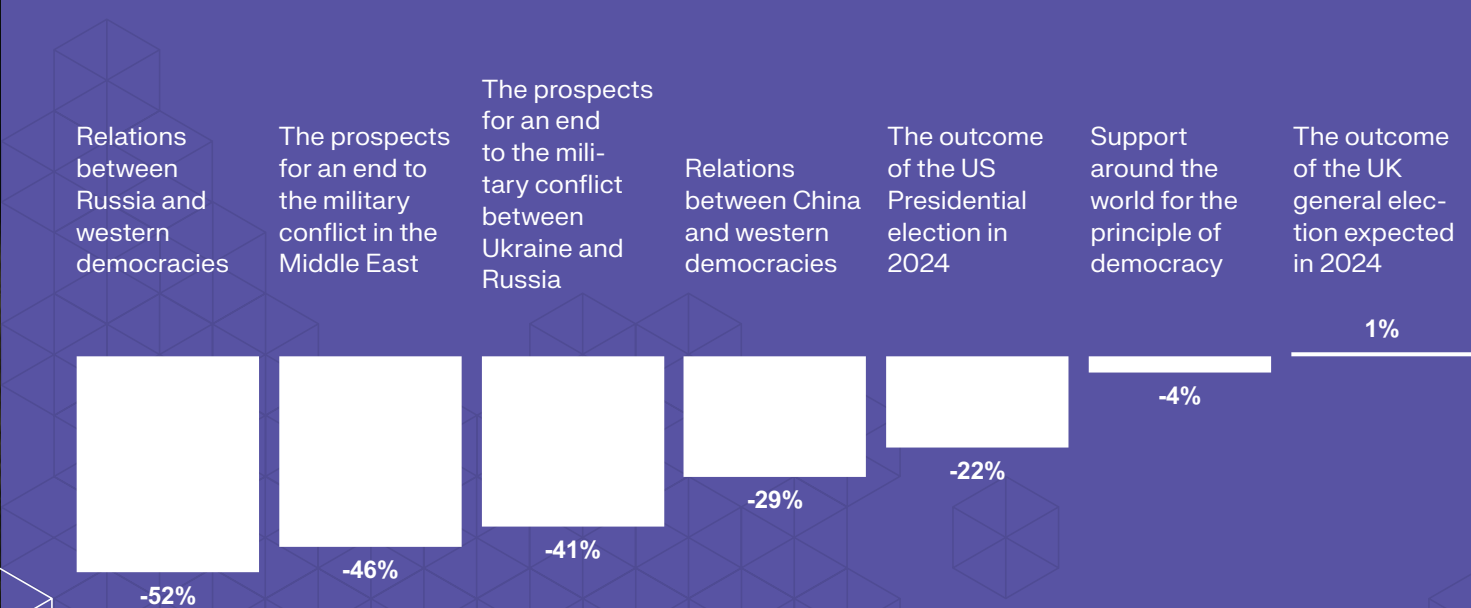 Relations
between
Russia and
western
democracies
The prospects
for an end to
the military
conflict in the
Middle East
The prospects
for an end
to the mili-
tary conflict
between
Ukraine and
Russia
Relations
between China
and western
democracies
The outcome
of the US
Presidential
election in
2024
Support
around the
world for the
principle of
democracy
The outcome
of the UK
general elec-
tion expected
in 2024
-52%
-46%
-41%
-29%
-22%
-4%
1%